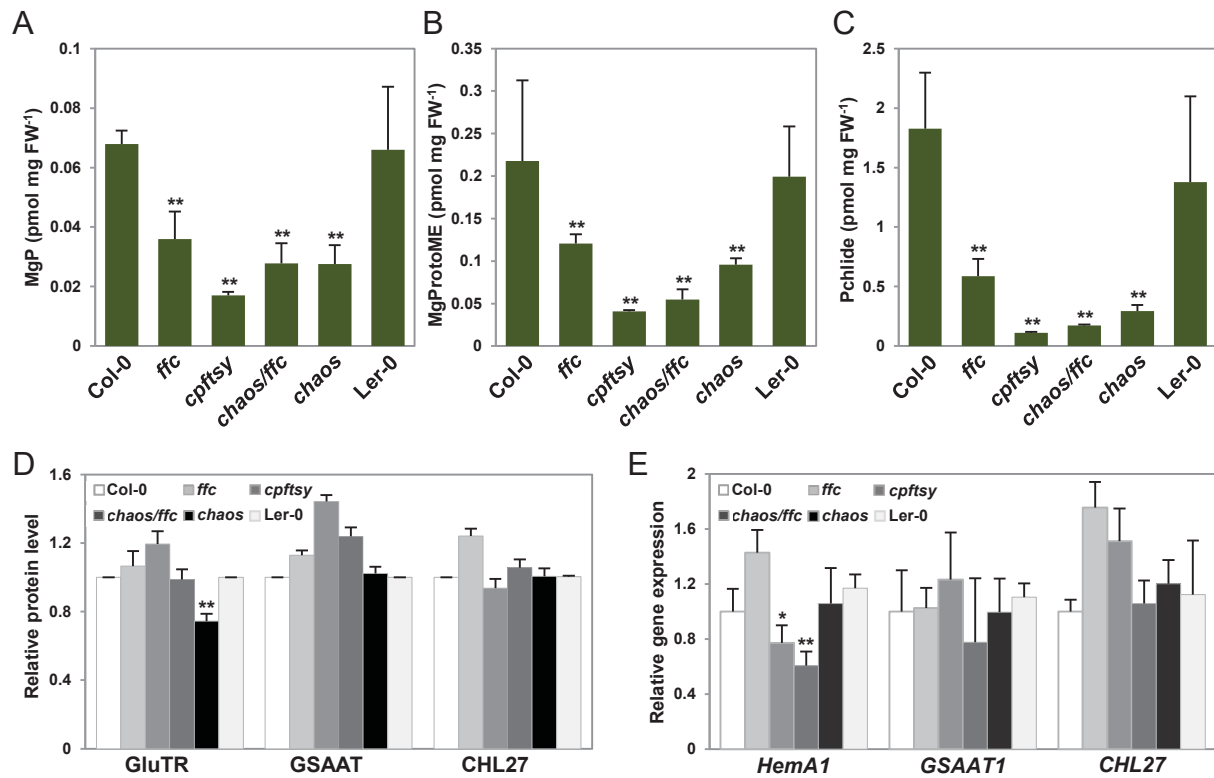 A
MgP (pmol mg FW⁻¹)
0.1
0.08
0.06
0.04
0.02
0
** ** ** **
Col-0 ffc cpftsy chaos/ffc chaos Ler-0
B
MgProtoME (pmol mg FW⁻¹)
0.35
0.3
0.25
0.2
0.15
0.1
0.05
0
** ** ** **
Col-0 ffc cpftsy chaos/ffc chaos Ler-0
C
Pchlide (pmol mg FW⁻¹)
2.5
2
1.5
1
0.5
0
** ** ** **
Col-0 ffc cpftsy chaos/ffc chaos Ler-0
D
Relative protein level
1.6
1.2
0.8
0.4
0
Col-0 ffc cpftsy
chaos/ffc chaos Ler-0
**
GluTR GSAAT CHL27
E
Relative gene expression
2
1.6
1.2
0.8
0.4
0
Col-0 ffc cpftsy
chaos/ffc chaos Ler-0
* **
HemA1 GSAAT1 CHL27